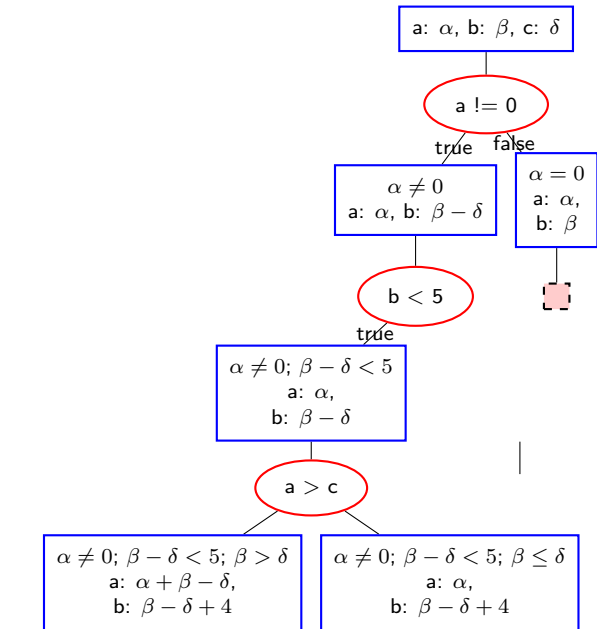 a: α, b: β, c: δ
a != 0
true
false
α ≠ 0
a: α, b: β − δ
α = 0
a: α,
b: β
b < 5
true
α ≠ 0; β − δ < 5
a: α,
b: β − δ
a > c
α ≠ 0; β − δ < 5; β > δ
a: α + β − δ,
b: β − δ + 4
α ≠ 0; β − δ < 5; β ≤ δ
a: α,
b: β − δ + 4